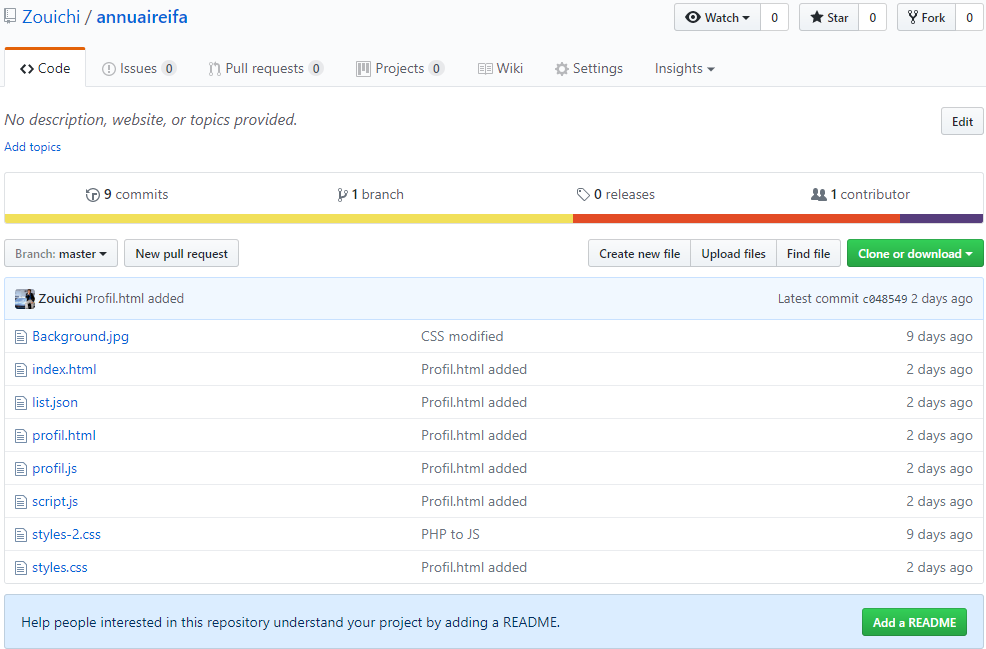 Zouichi / annuaireifa Watch 0 Star 0 Fork 0
Code Issues 0 Pull requests 0 Projects 0 Wiki Settings Insights
No description, website, or topics provided. Edit
Add topics
9 commits 1 branch 0 releases 1 contributor
Branch: master New pull request Create new file Upload files Find file Clone or download
Zouichi Profil.html added Latest commit c048549 2 days ago
Background.jpg CSS modified 9 days ago
index.html Profil.html added 2 days ago
list.json Profil.html added 2 days ago
profil.html Profil.html added 2 days ago
profil.js Profil.html added 2 days ago
script.js Profil.html added 2 days ago
styles-2.css PHP to JS 9 days ago
styles.css Profil.html added 2 days ago
Help people interested in this repository understand your project by adding a README. Add a README